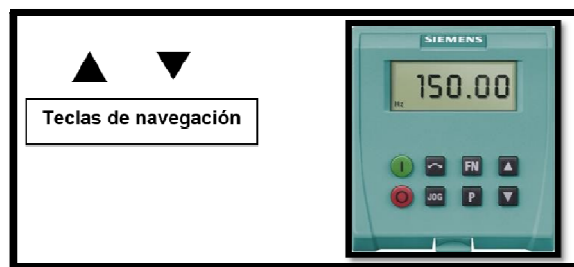 Teclas de navegación
SIEMENS
150.00
Hz
I FN
O JOG P